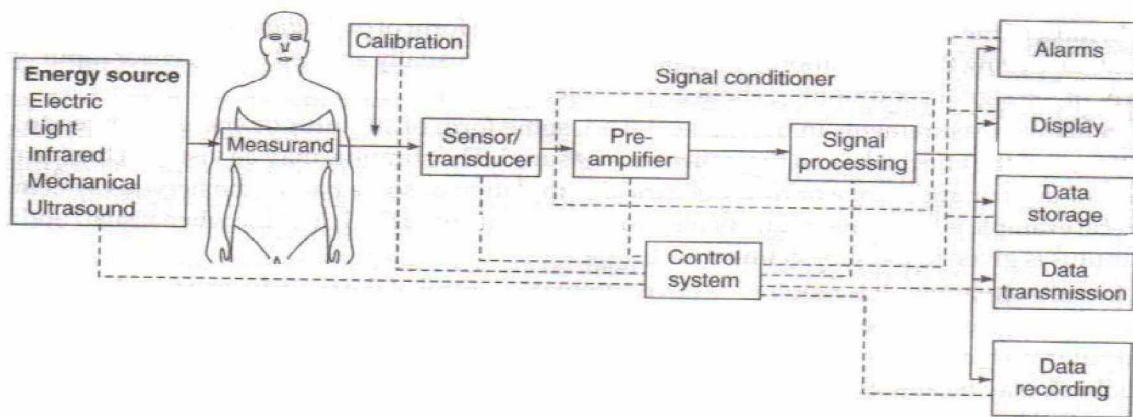 Calibration
Energy source
Electric
Light
Infrared
Mechanical
Ultrasound
Measurand
Sensor/
transducer
Signal conditioner
Pre-
amplifier
Signal
processing
Control
system
Alarms
Display
Data
storage
Data
transmission
Data
recording